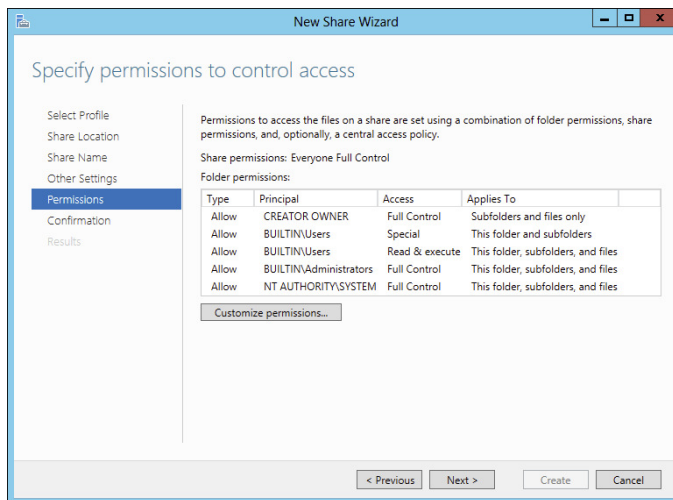 New Share Wizard
Specify permissions to control access
Select Profile
Share Location
Share Name
Other Settings
Permissions
Confirmation
Results
Permissions to access the files on a share are set using a combination of folder permissions, share
permissions, and, optionally, a central access policy.
Share permissions: Everyone Full Control
Folder permissions:
Type Principal Access Applies To
Allow CREATOR OWNER Full Control Subfolders and files only
Allow BUILTIN\Users Special This folder and subfolders
Allow BUILTIN\Users Read & execute This folder, subfolders, and files
Allow BUILTIN\Administrators Full Control This folder, subfolders, and files
Allow NT AUTHORITY\SYSTEM Full Control This folder, subfolders, and files
Customize permissions...
< Previous Next > Create Cancel